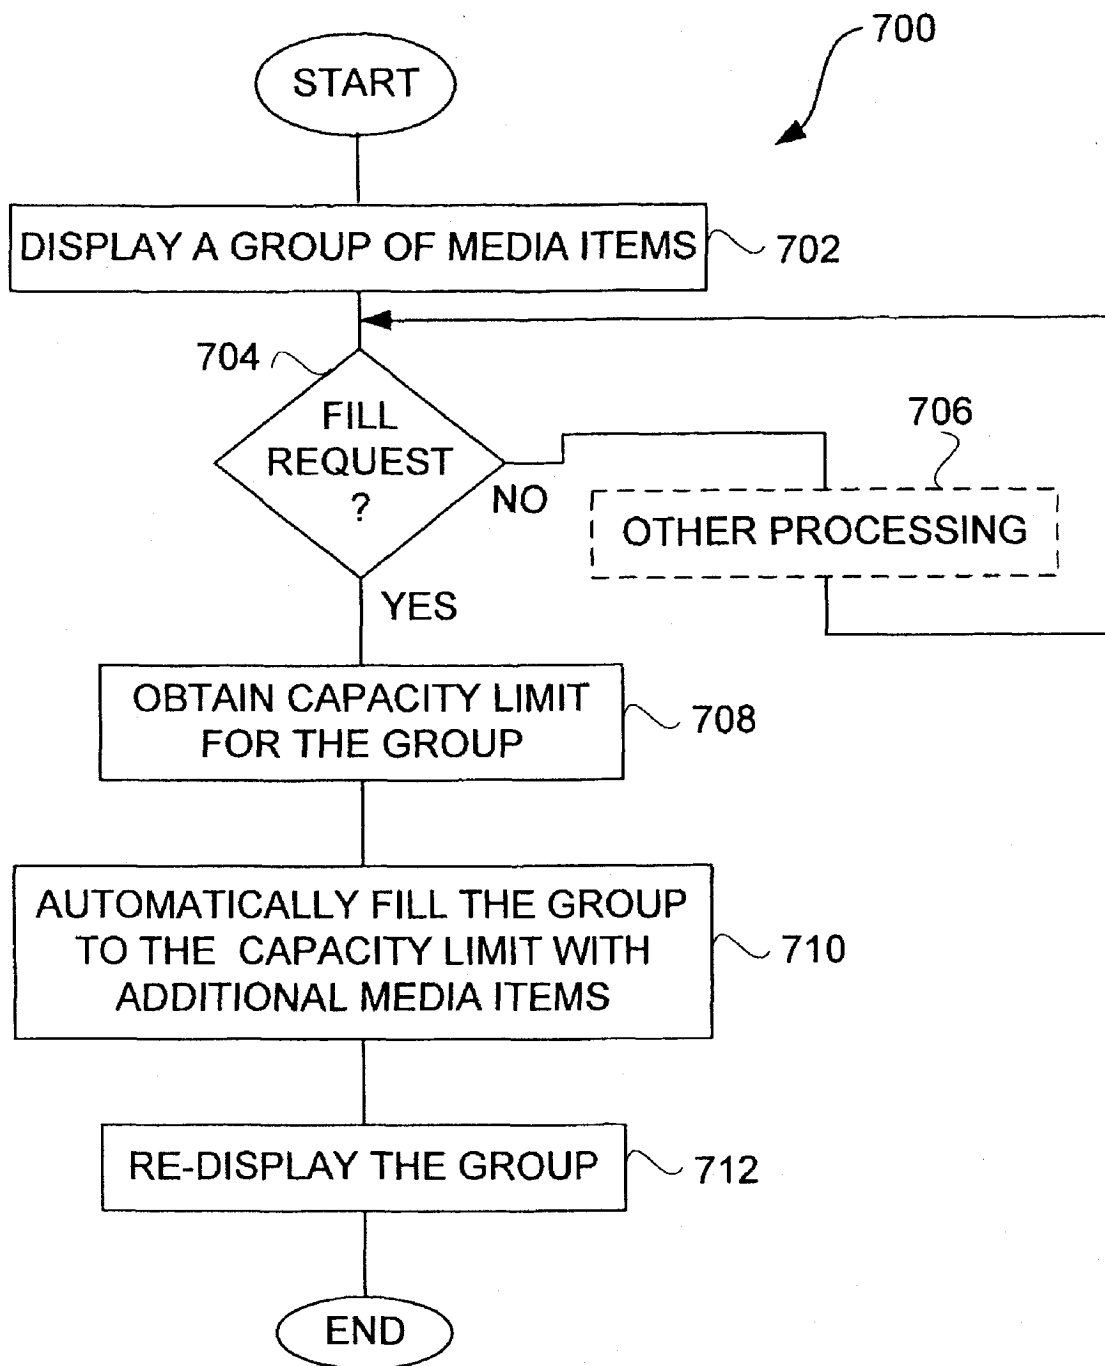 700
START
DISPLAY A GROUP OF MEDIA ITEMS
702
704
FILL
REQUEST
?
NO
706
OTHER PROCESSING
YES
OBTAIN CAPACITY LIMIT
FOR THE GROUP
708
AUTOMATICALLY FILL THE GROUP
TO THE CAPACITY LIMIT WITH
ADDITIONAL MEDIA ITEMS
710
RE-DISPLAY THE GROUP
712
END